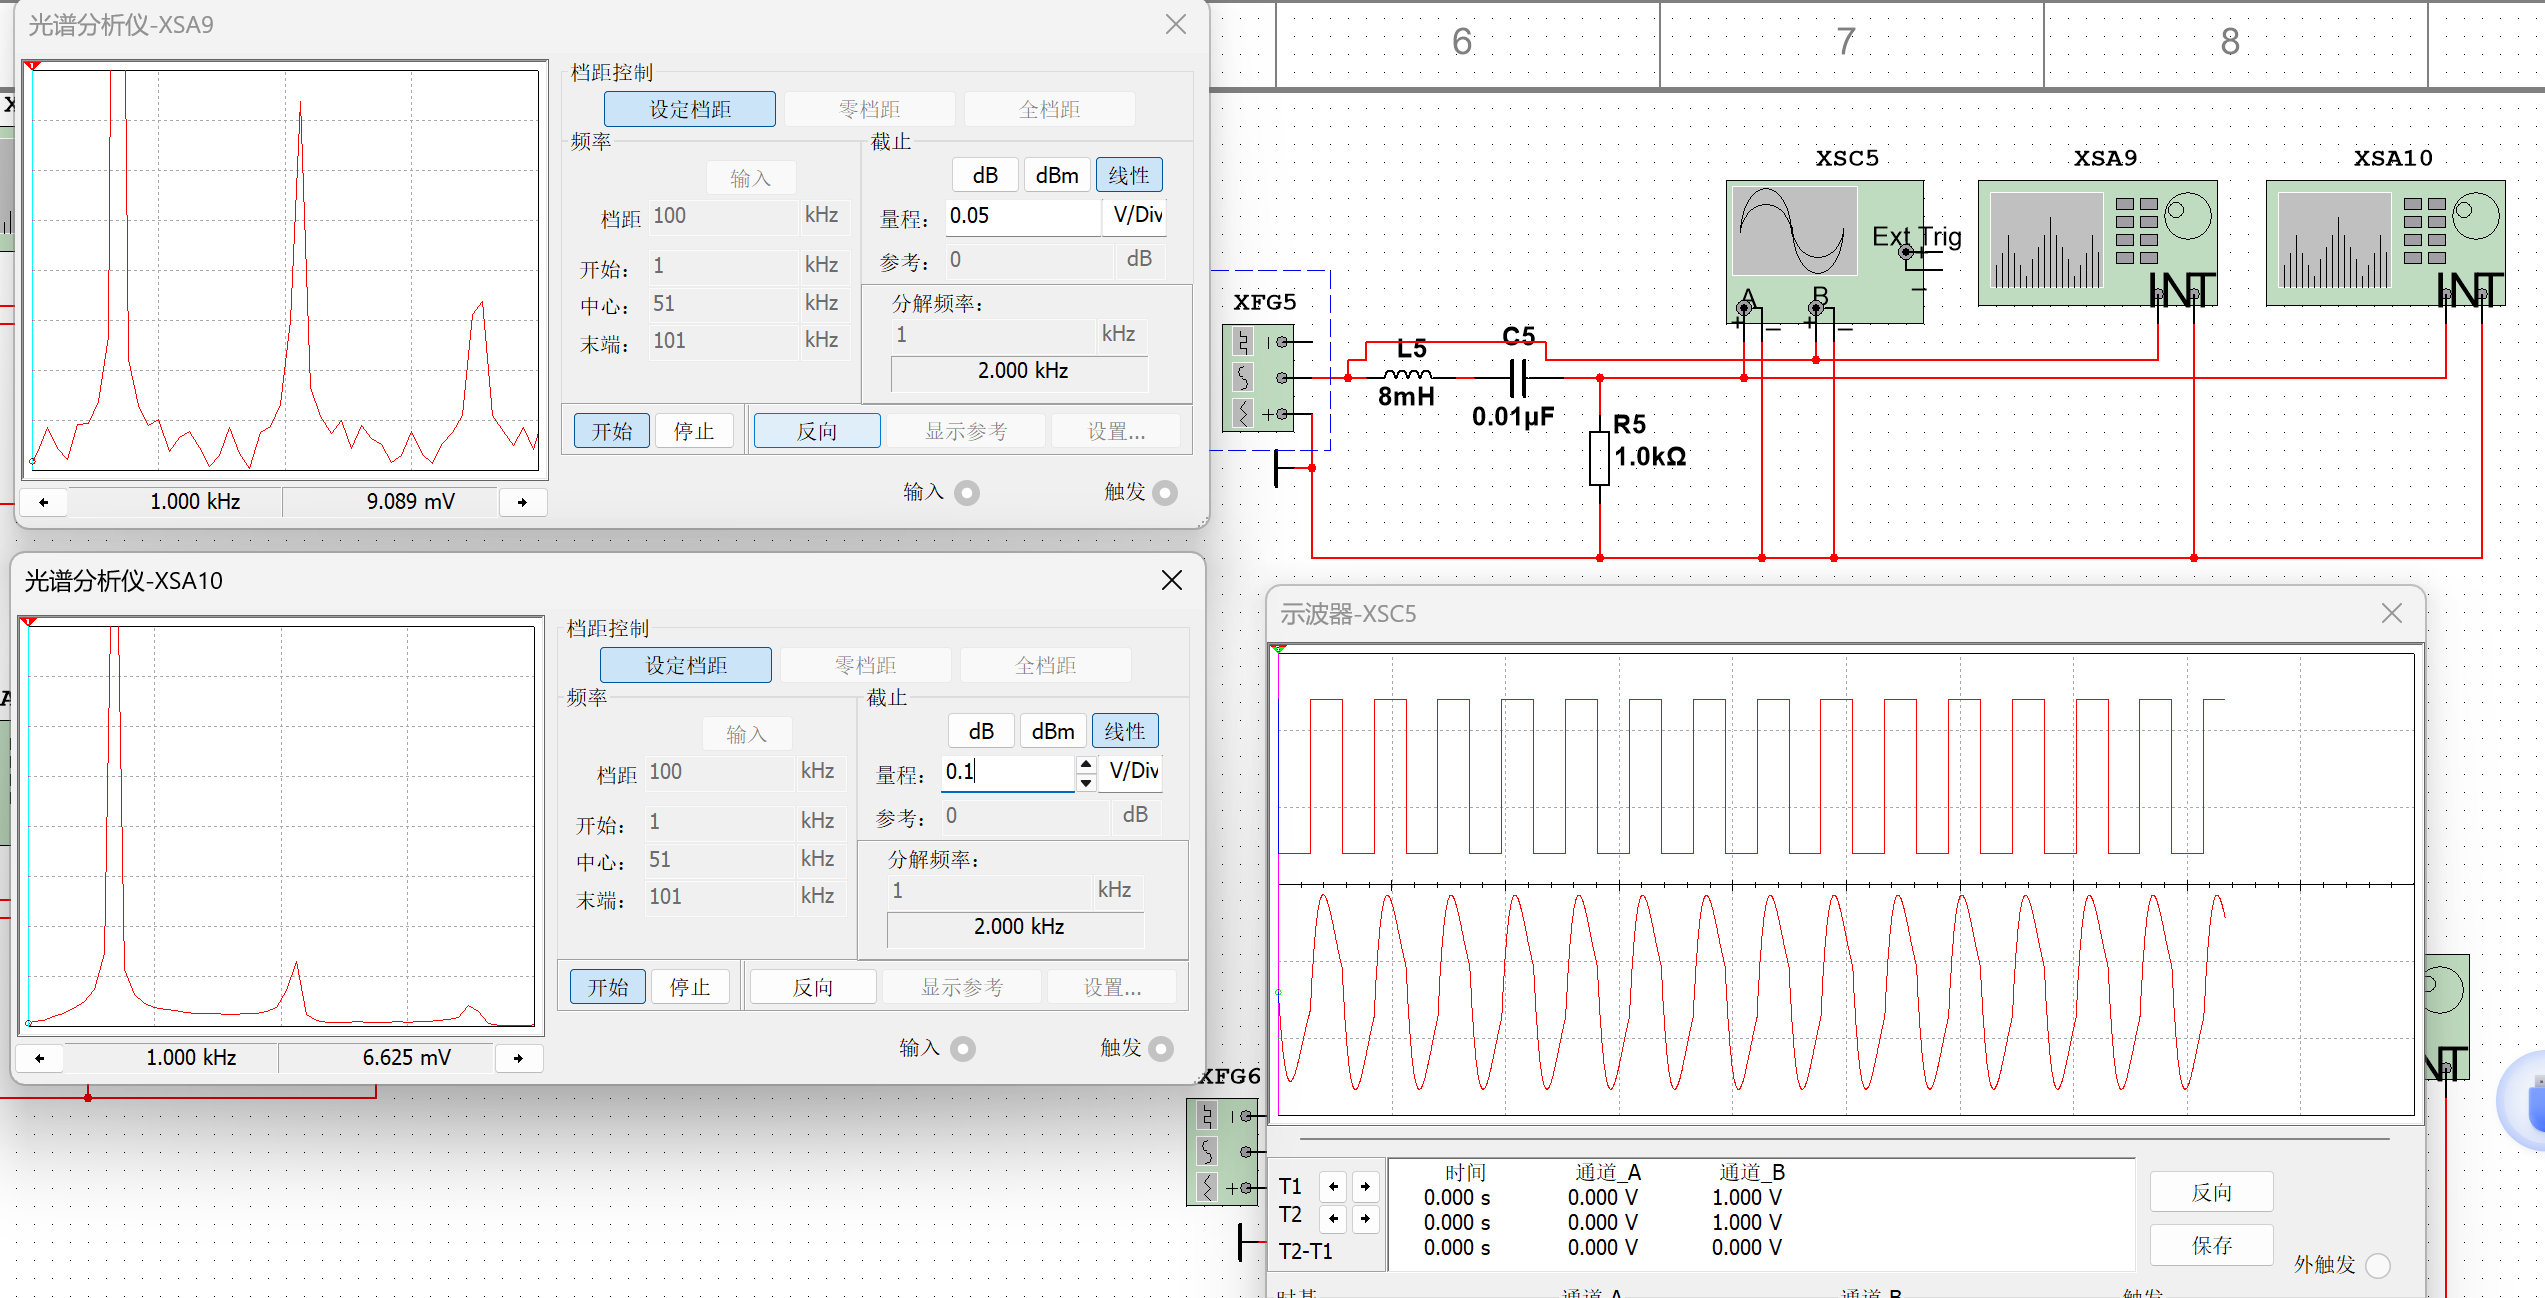 光谱分析仪-XSA9
档距控制
设定档距 零档距 全档距
频率
输入
档距 100 kHz
开始： 1 kHz
中心： 51 kHz
末端： 101 kHz
截止
dB dBm 线性
量程： 0.05 V/Div
参考： 0 dB
分解频率：
1 kHz
2.000 kHz
开始 停止 反向 显示参考 设置...
输入 触发
1.000 kHz 9.089 mV
光谱分析仪-XSA10
档距控制
设定档距 零档距 全档距
频率
输入
档距 100 kHz
开始： 1 kHz
中心： 51 kHz
末端： 101 kHz
截止
dB dBm 线性
量程： 0.1 V/Div
参考： 0 dB
分解频率：
1 kHz
2.000 kHz
开始 停止 反向 显示参考 设置...
输入 触发
1.000 kHz 6.625 mV
6 7 8
XSC5 XSA9 XSA10
Ext Trig
A B
IN T IN T
XFG5
L5
8mH
C5
0.01µF
R5
1.0kΩ
XFG6
示波器-XSC5
时间 通道_A 通道_B
T1 0.000 s 0.000 V 1.000 V
T2 0.000 s 0.000 V 1.000 V
T2-T1 0.000 s 0.000 V 0.000 V
反向
保存
外触发